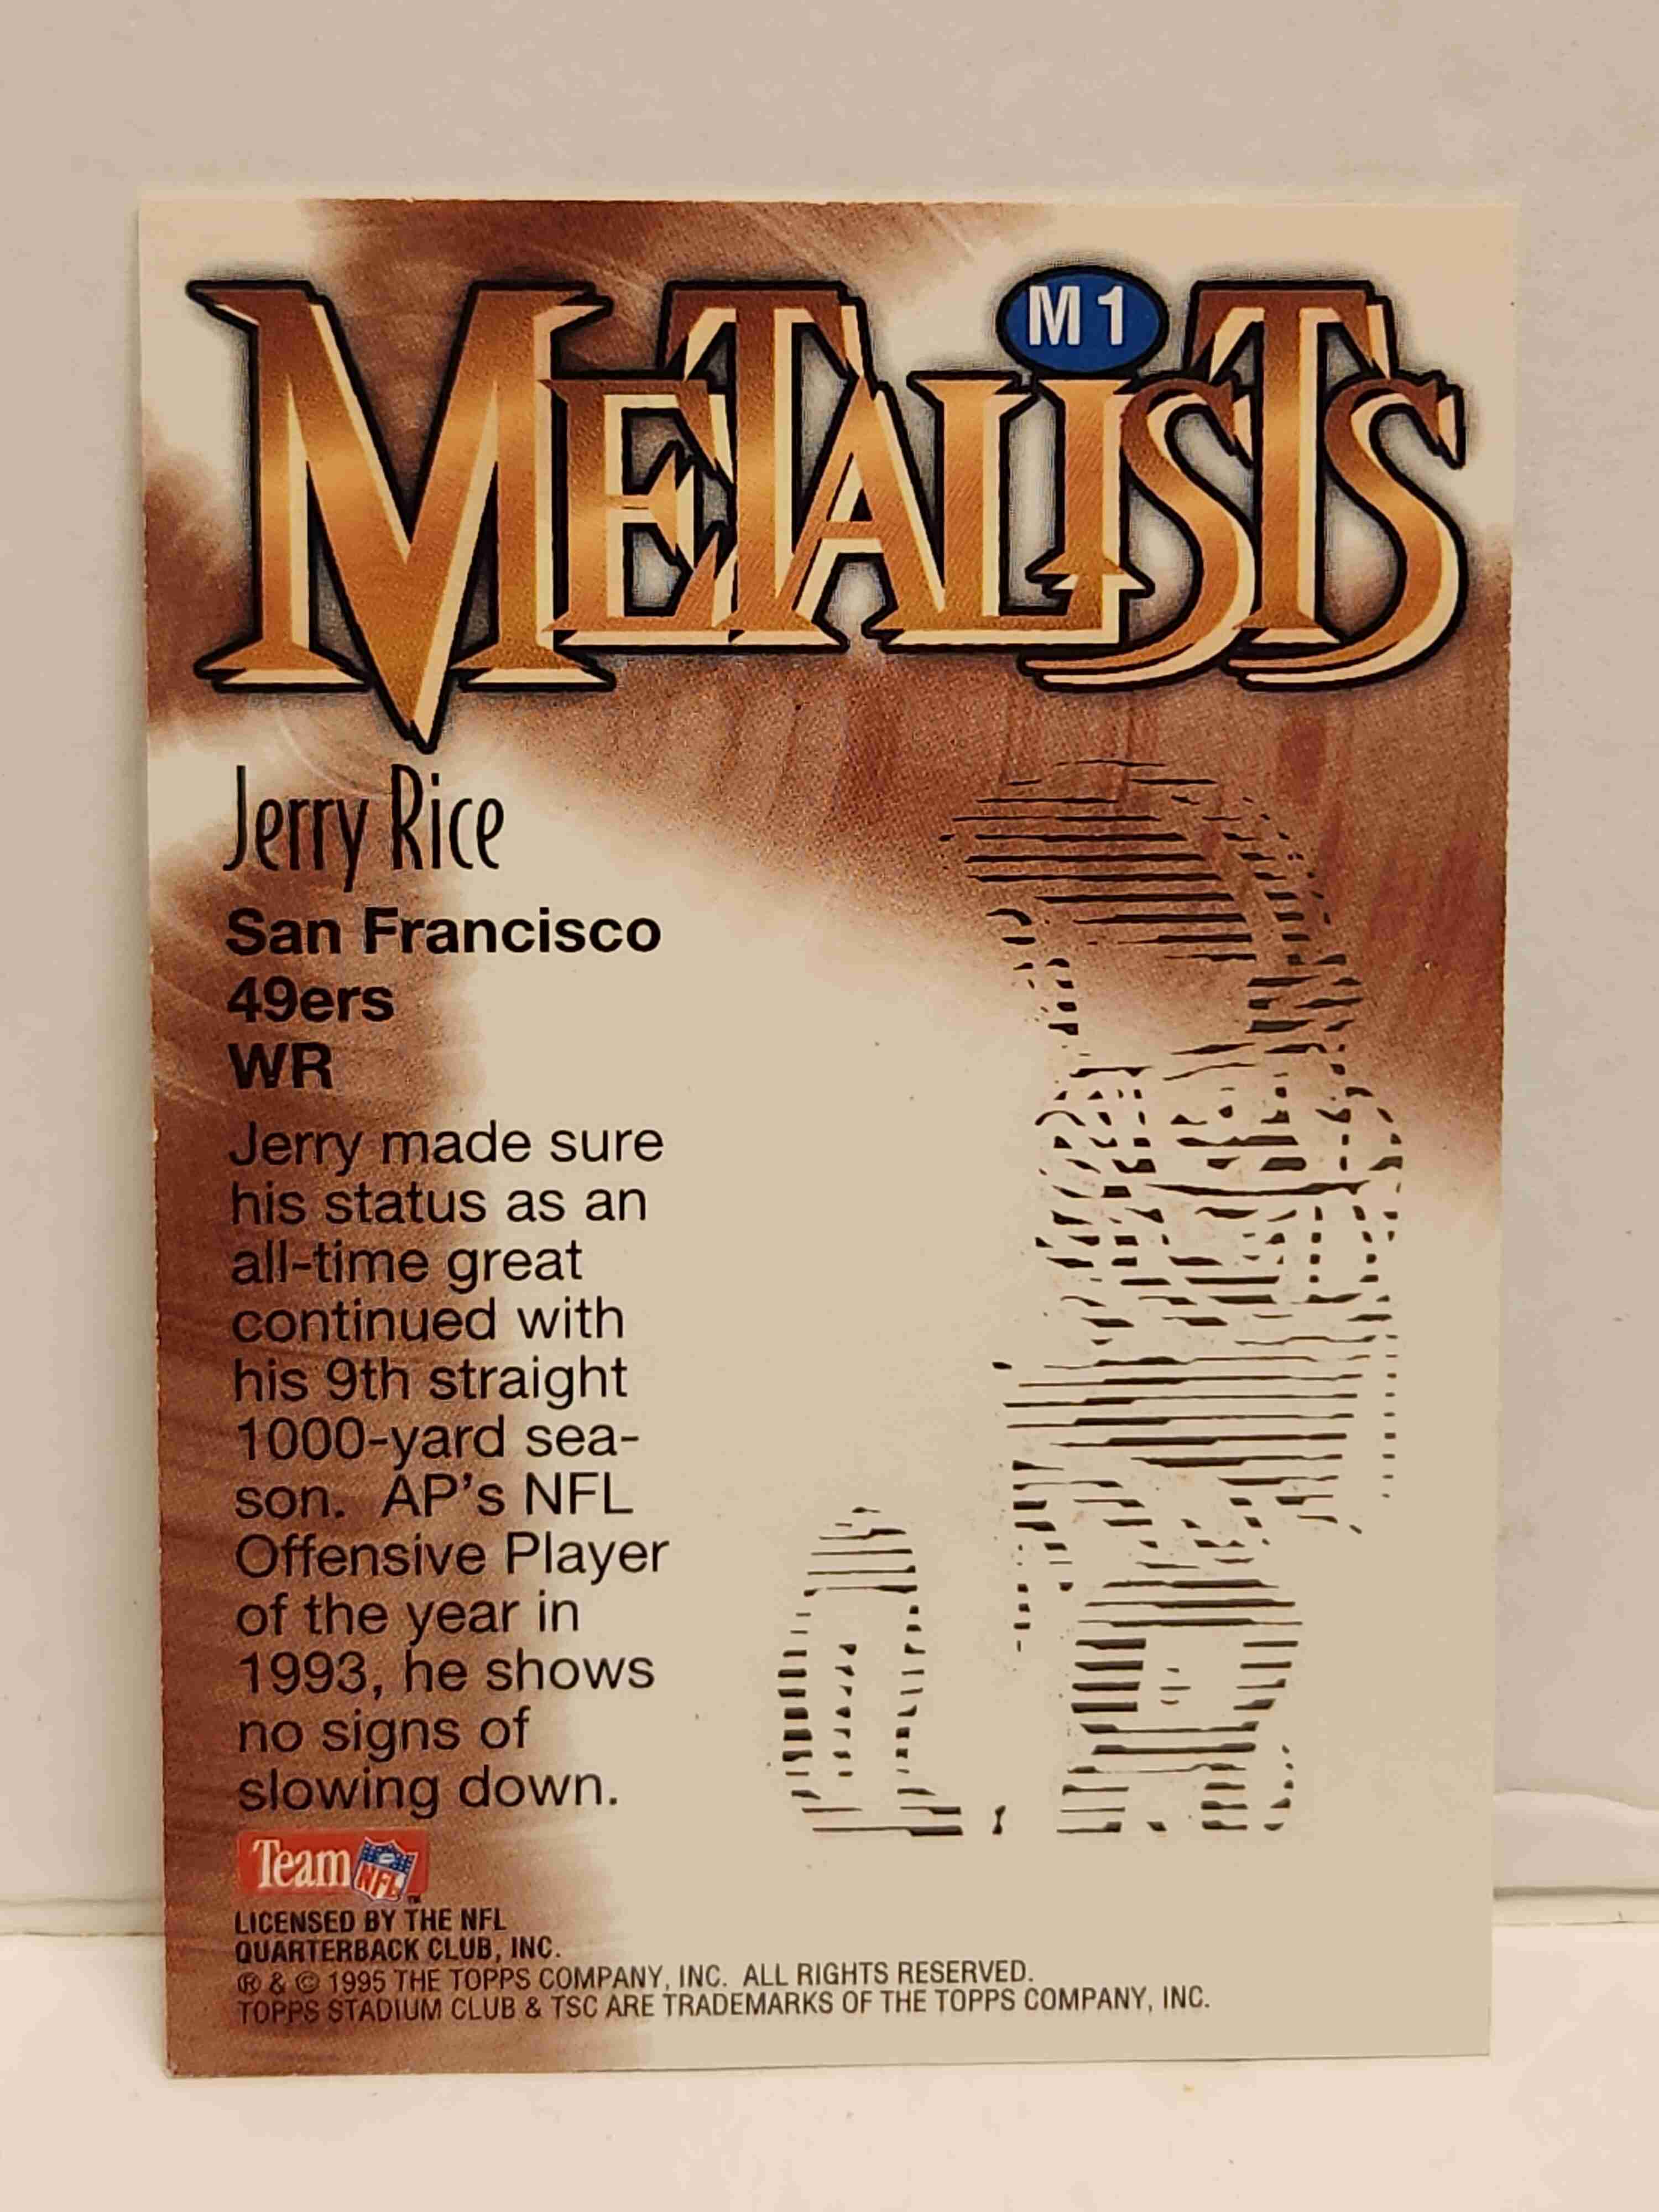 METALISTS
M 1
Jerry Rice
San Francisco
49ers
WR
Jerry made sure
his status as an
all-time great
continued with
his 9th straight
1000-yard sea-
son. AP's NFL
Offensive Player
of the year in
1993, he shows
no signs of
slowing down.
Team NFL™
LICENSED BY THE NFL
QUARTERBACK CLUB, INC.
® & © 1995 THE TOPPS COMPANY, INC. ALL RIGHTS RESERVED.
TOPPS STADIUM CLUB & TSC ARE TRADEMARKS OF THE TOPPS COMPANY, INC.